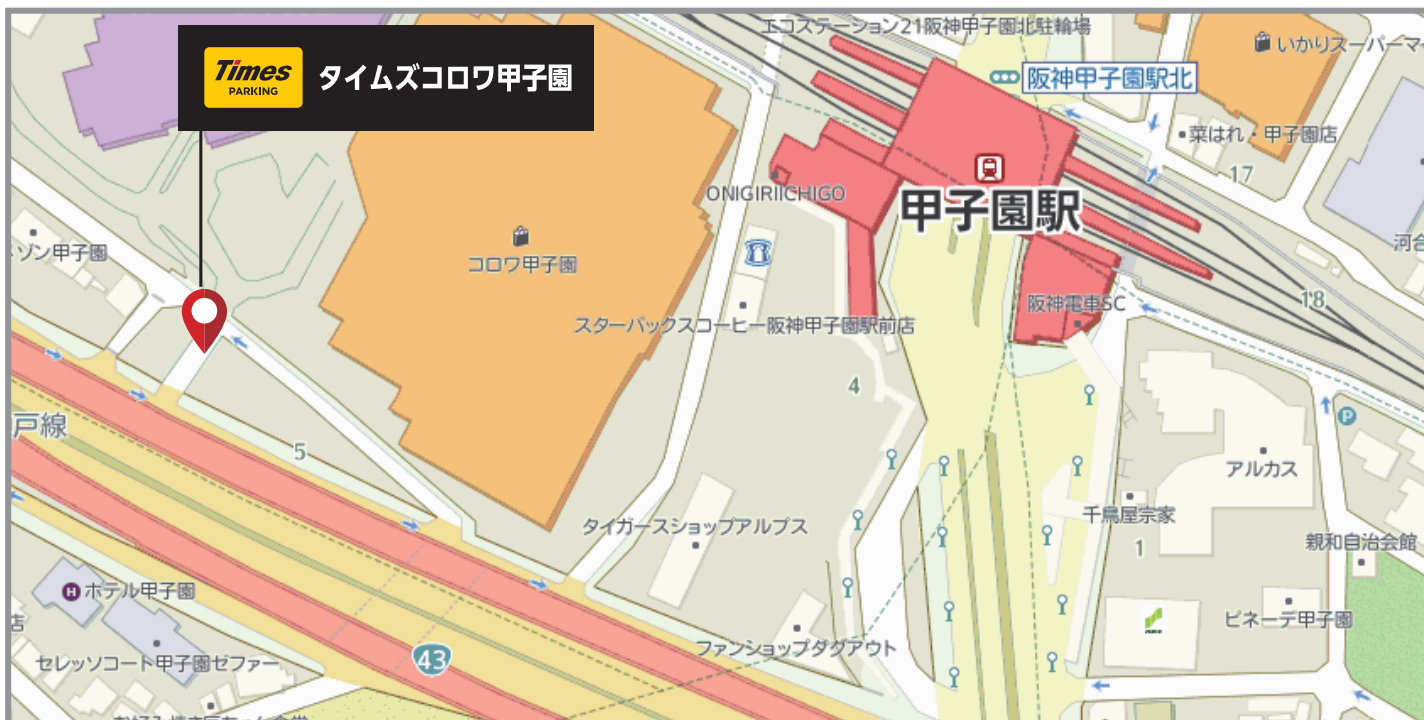 エコステーション21阪神甲子園北駐輪場
いかりスーパーマ
Times
PARKING
タイムズコロワ甲子園
阪神甲子園駅北
菜はれ・甲子園店
17
ONIGIRIICHIGO
甲子園駅
ゾン甲子園
コロワ甲子園
河合
阪神電車SC
18
スターバックスコーヒー阪神甲子園駅前店
4
P
戸線
5
アルカス
タイガースショップアルプス
千鳥屋宗家
1
親和自治会館
H
ホテル甲子園
ピネーデ甲子園
店
ファンショップダグアウト
セレッソコート甲子園ゼファー
43